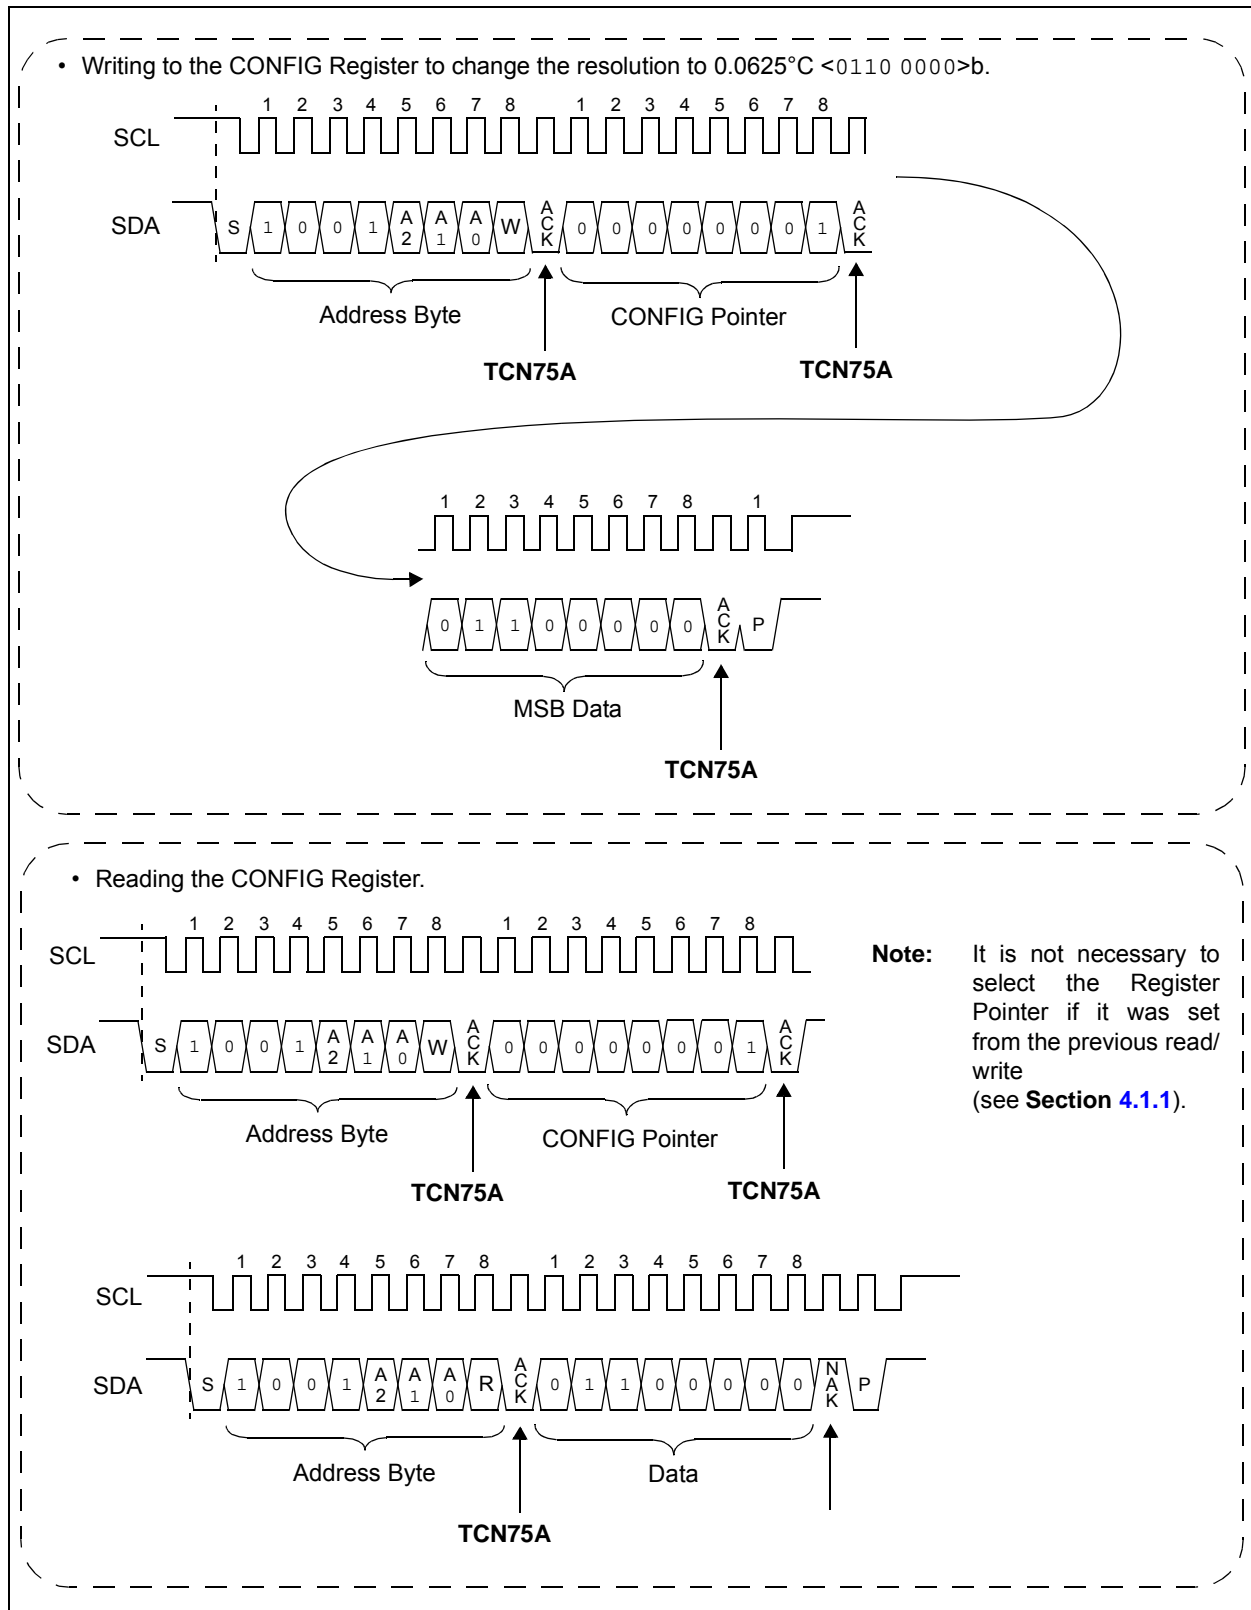 • Writing to the CONFIG Register to change the resolution to 0.0625°C <0110 0000>b.
1 2 3 4 5 6 7 8 1 2 3 4 5 6 7 8
SCL
SDA S 1 0 0 1 A2 A1 A0 W ACK 0 0 0 0 0 0 0 1 ACK
Address Byte CONFIG Pointer
TCN75A TCN75A
1 2 3 4 5 6 7 8 1
0 1 1 0 0 0 0 0 ACK P
MSB Data
TCN75A
• Reading the CONFIG Register.
1 2 3 4 5 6 7 8 1 2 3 4 5 6 7 8
SCL
SDA S 1 0 0 1 A2 A1 A0 W ACK 0 0 0 0 0 0 0 1 ACK
Address Byte CONFIG Pointer
TCN75A TCN75A
Note: It is not necessary to
select the Register
Pointer if it was set
from the previous read/
write
(see Section 4.1.1).
1 2 3 4 5 6 7 8 1 2 3 4 5 6 7 8
SCL
SDA S 1 0 0 1 A2 A1 A0 R ACK 0 1 1 0 0 0 0 0 NAK P
Address Byte Data
TCN75A